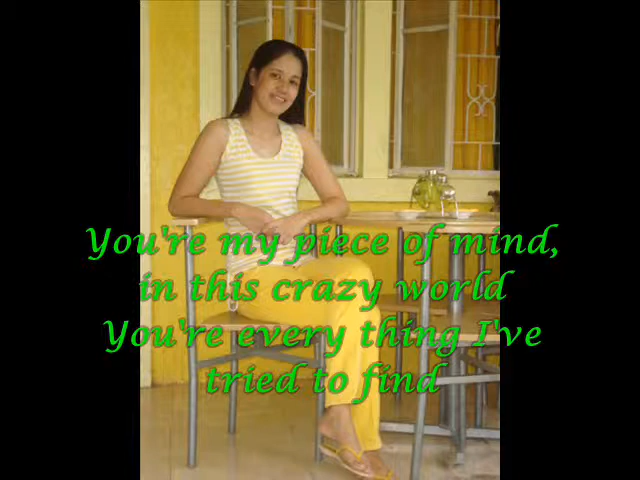 You're my piece of mind,
in this crazy world
You're every thing I've
tried to find